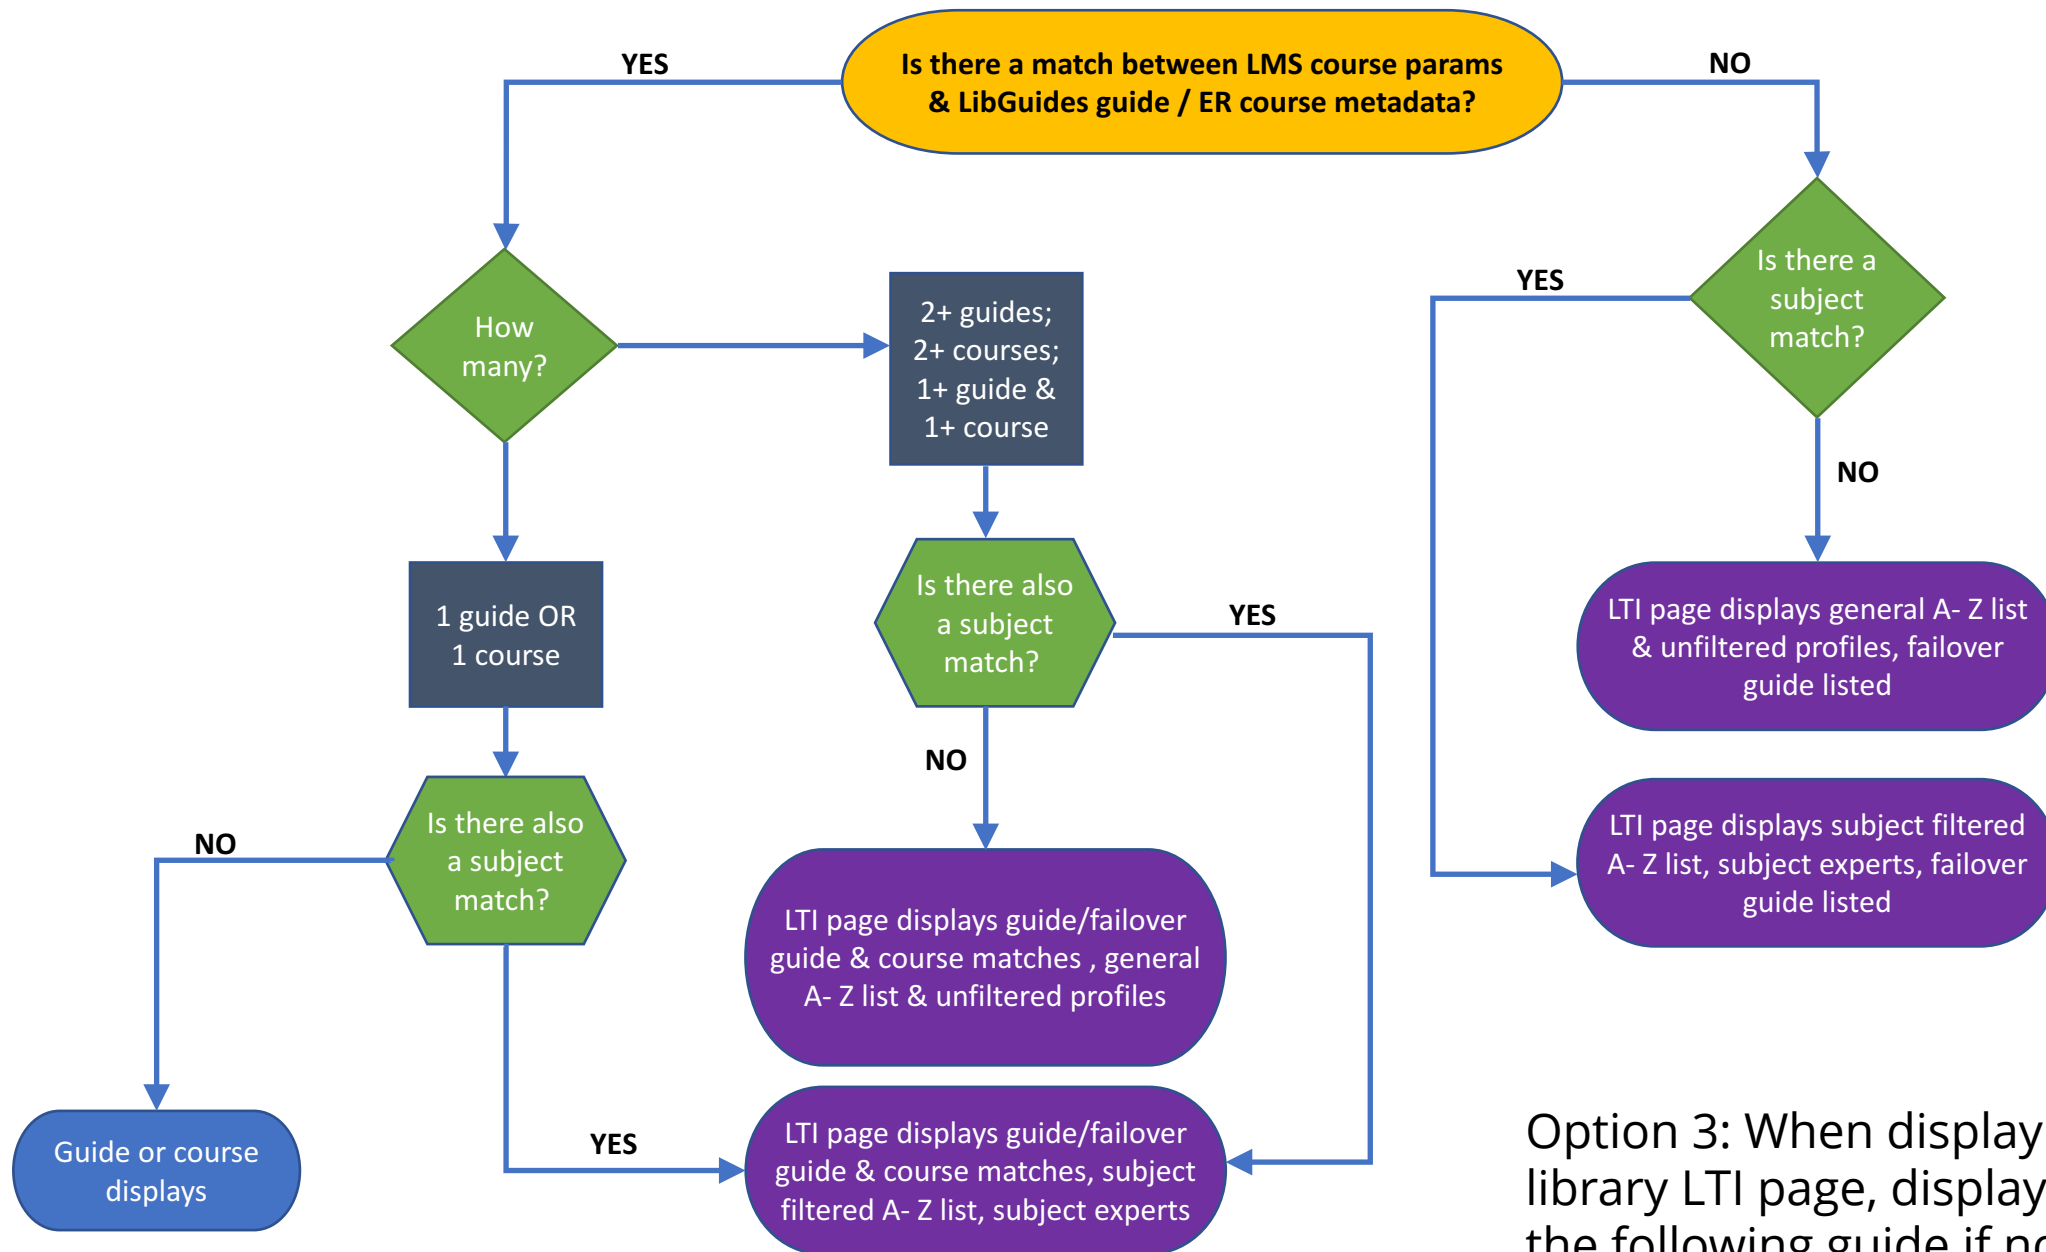 Is there a match between LMS course params
& LibGuides guide / ER course metadata?
YES
NO
How
many?
2+ guides;
2+ courses;
1+ guide &
1+ course
1 guide OR
1 course
Is there also
a subject
match?
NO
YES
Guide or course
displays
Is there also
a subject
match?
NO
YES
LTI page displays guide/failover
guide & course matches , general
A- Z list & unfiltered profiles
LTI page displays guide/failover
guide & course matches, subject
filtered A- Z list, subject experts
Is there a
subject
match?
YES
NO
LTI page displays general A- Z list
& unfiltered profiles, failover
guide listed
LTI page displays subject filtered
A- Z list, subject experts, failover
guide listed
Option 3: When display
library LTI page, display
the following guide if no